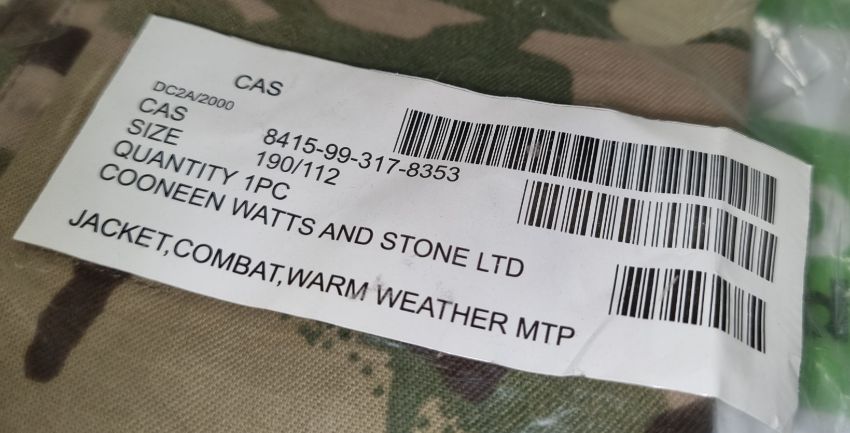 CAS
DC2A/2000
CAS 8415-99-317-8353
SIZE 190/112
QUANTITY 1PC
COONEEN WATTS AND STONE LTD
JACKET,COMBAT,WARM WEATHER MTP